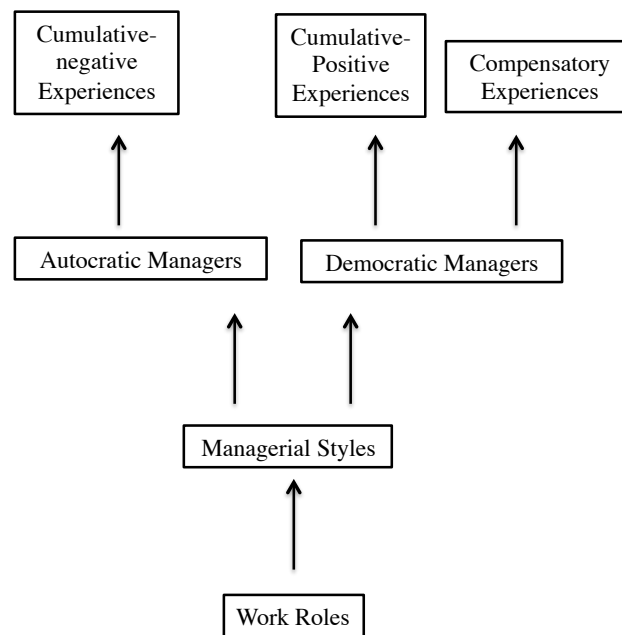 Cumulative-
negative
Experiences
Cumulative-
Positive
Experiences
Compensatory
Experiences
Autocratic Managers
Democratic Managers
Managerial Styles
Work Roles